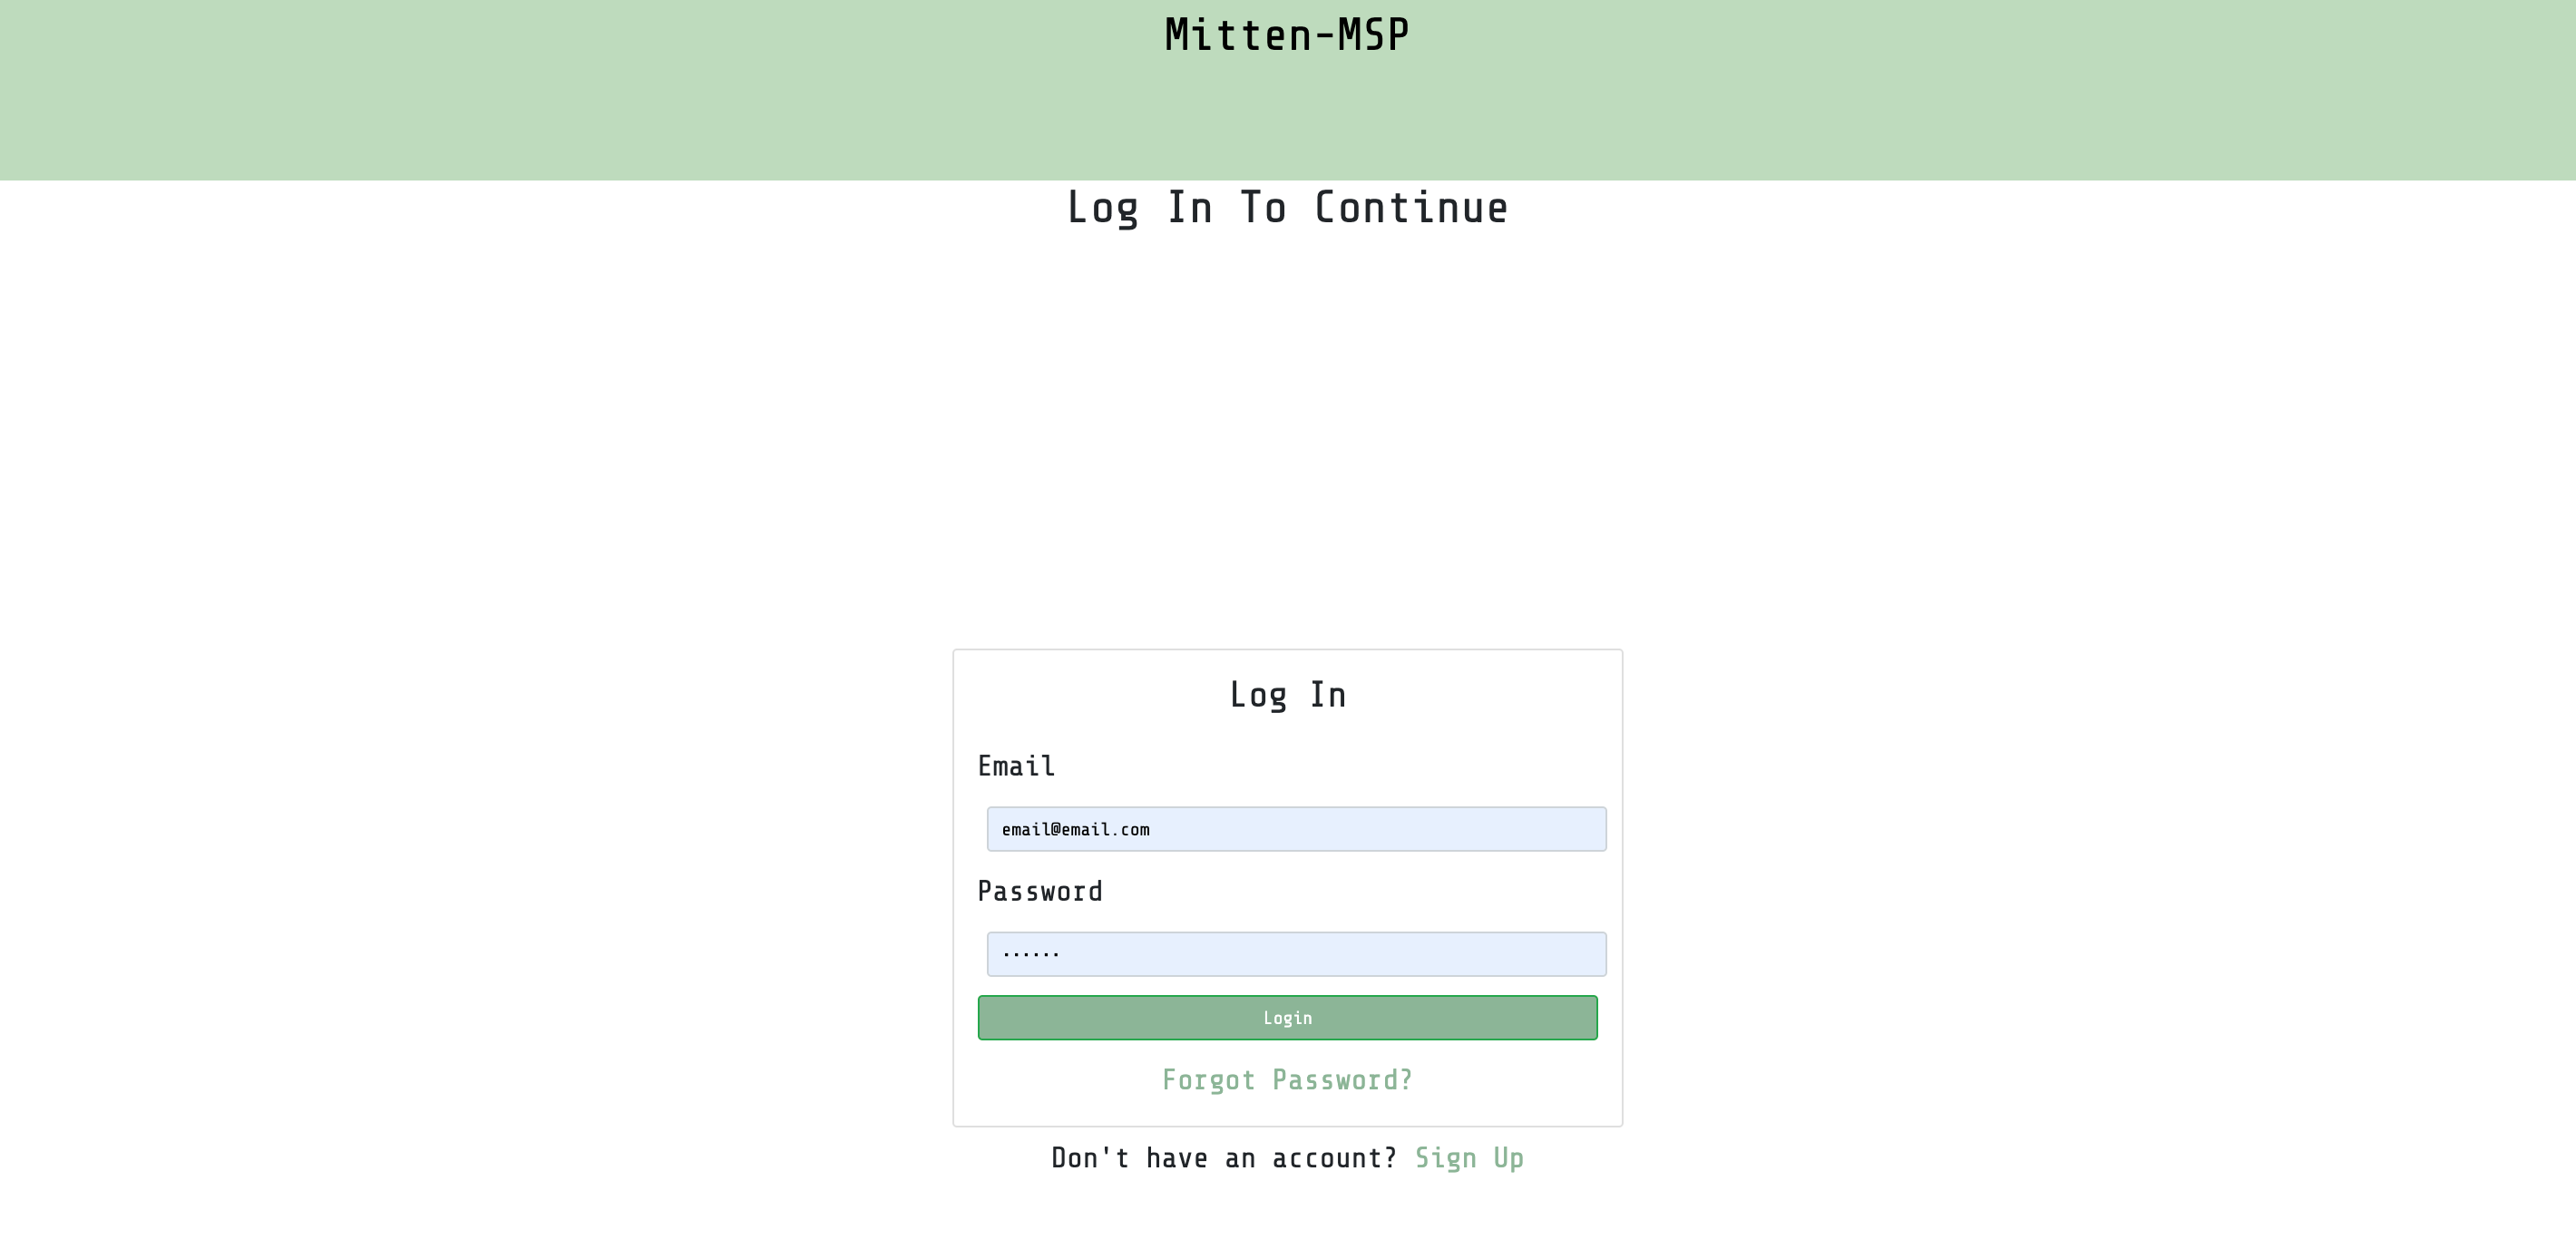 Mitten-MSP
Log In To Continue
Log In
Email
email@email.com
Password
······
Login
Forgot Password?
Don't have an account? Sign Up